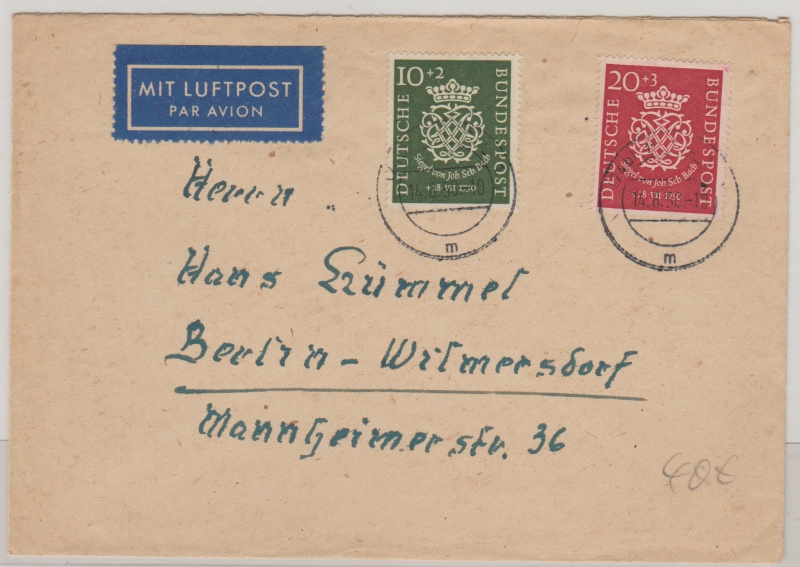 MIT LUFTPOST
PAR AVION
10+2
DEUTSCHE
BUNDESPOST
Siegel von Joh Seb Bach
+28·VII·1750
20+3
DEUTSCHE
BUNDESPOST
Siegel von Joh Seb Bach
+28·VII·1750
m
m
Herrn
Hans Krümmel
Berlin-Wilmersdorf
Mannheimerstr. 36
40€